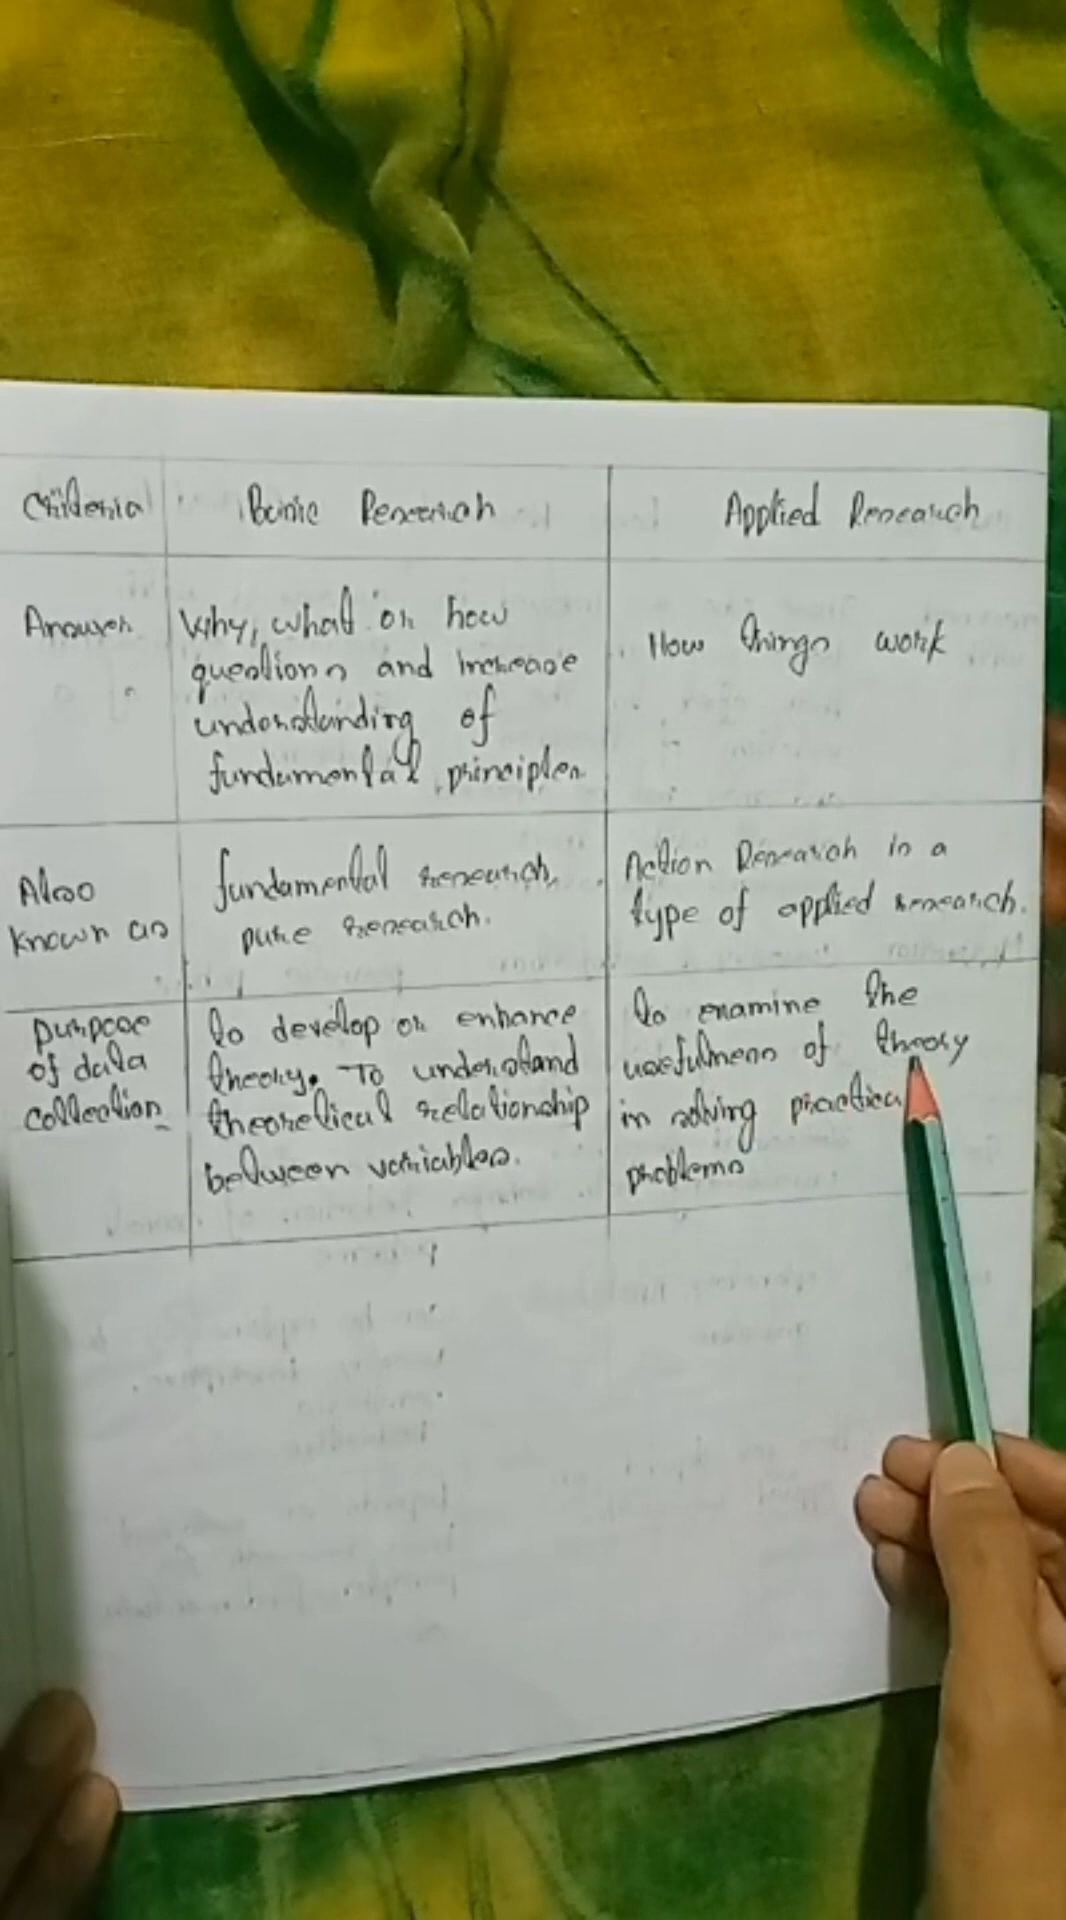 Criteria Basic Research Applied Research
Answer
Why, what or how
questions and increase
understanding of
fundamental principles
How things work
Also
known as
fundamental research,
pure research.
Action Research is a
type of applied research.
purpose
of data
collection
to develop or enhance
theory. To understand
theoretical relationship
between variables.
to examine the
usefulness of theory
in solving practical
problems